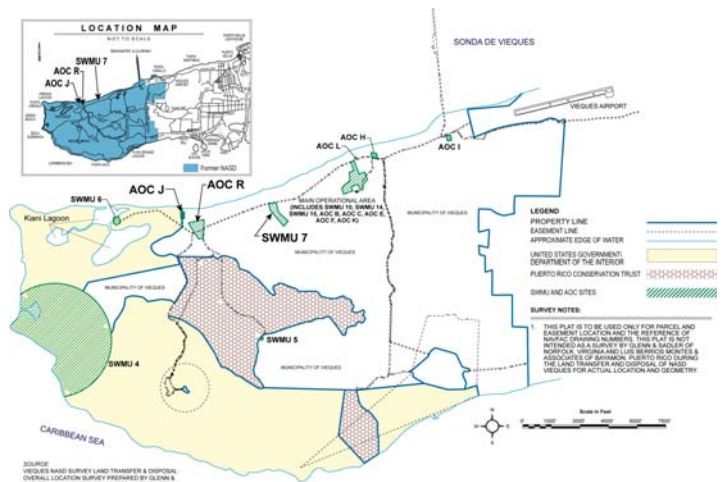 LOCATION MAP
NOT TO SCALE
SWMU 7
AOC R
AOC J
Former NASD
SONDA DE VIEQUES
VIEQUES AIRPORT
AOC H
AOC L
AOC I
MAIN OPERATIONAL AREA
(INCLUDES SWMU 10, SWMU 14,
SWMU 15, AOC B, AOC C, AOC E,
AOC F, AOC K)
MUNICIPALITY OF VIEQUES
AOC J
AOC R
SWMU 6
Kiani Lagoon
SWMU 7
MUNICIPALITY OF VIEQUES
MUNICIPALITY OF VIEQUES
MUNICIPALITY OF VIEQUES
SWMU 5
MUNICIPALITY OF VIEQUES
SWMU 4
CARIBBEAN SEA
LEGEND
PROPERTY LINE
EASEMENT LINE
APPROXIMATE EDGE OF WATER
UNITED STATES GOVERNMENT/
DEPARTMENT OF THE INTERIOR
PUERTO RICO CONSERVATION TRUST
SWMU AND AOC SITES
SURVEY NOTES:
1. THIS PLAT IS TO BE USED ONLY FOR PARCEL AND
EASEMENT LOCATION AND THE REFERENCE OF
NAVFAC DRAWING NUMBERS. THIS PLAT IS NOT
INTENDED AS A SURVEY BY GLENN & SADLER OF
NORFOLK, VIRGINIA AND LUIS BERRIOS MONTES &
ASSOCIATES OF BAYAMON, PUERTO RICO DURING
THE LAND TRANSFER AND DISPOSAL OF NASD
VIEQUES FOR ACTUAL LOCATION AND GEOMETRY.
N
W
E
S
Scale in Feet
0' 1500' 3000' 4500' 6000' 7500'
SOURCE:
VIEQUES NASD SURVEY LAND TRANSFER & DISPOSAL
OVERALL LOCATION SURVEY PREPARED BY GLENN &